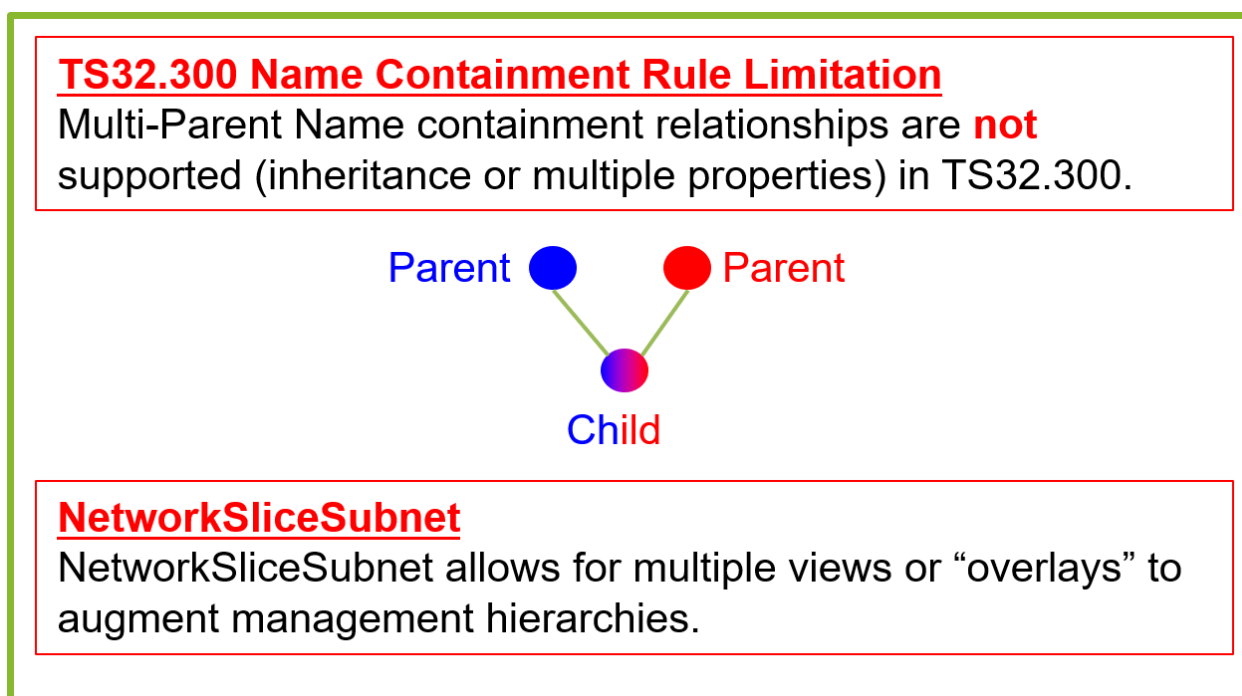 TS32.300 Name Containment Rule Limitation
Multi-Parent Name containment relationships are not
supported (inheritance or multiple properties) in TS32.300.
Parent Parent
Child
NetworkSliceSubnet
NetworkSliceSubnet allows for multiple views or “overlays” to
augment management hierarchies.